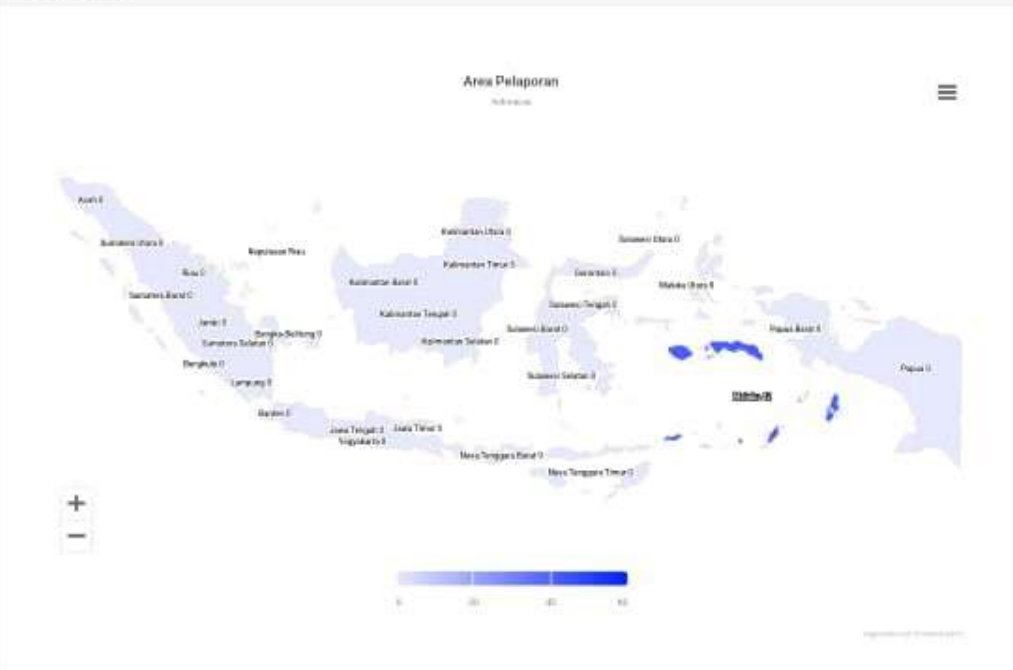 Area Pelaporan
Indonesia
Aceh 0
Sumatera Utara 0
Kepulauan Riau
Riau 0
Sumatera Barat 0
Jambi 0
Bangka-Belitung 0
Sumatera Selatan 0
Bengkulu 0
Lampung 0
Banten 0
Jawa Tengah 0
Jawa Timur 0
Yogyakarta 0
Kalimantan Utara 0
Kalimantan Timur 0
Kalimantan Barat 0
Kalimantan Tengah 0
Kalimantan Selatan 0
Sulawesi Utara 0
Gorontalo 0
Maluku Utara 0
Sulawesi Tengah 0
Sulawesi Barat 0
Sulawesi Selatan 0
Papua Barat 0
Papua 0
Nusa Tenggara Barat 0
Nusa Tenggara Timur 0
0
20
40
60